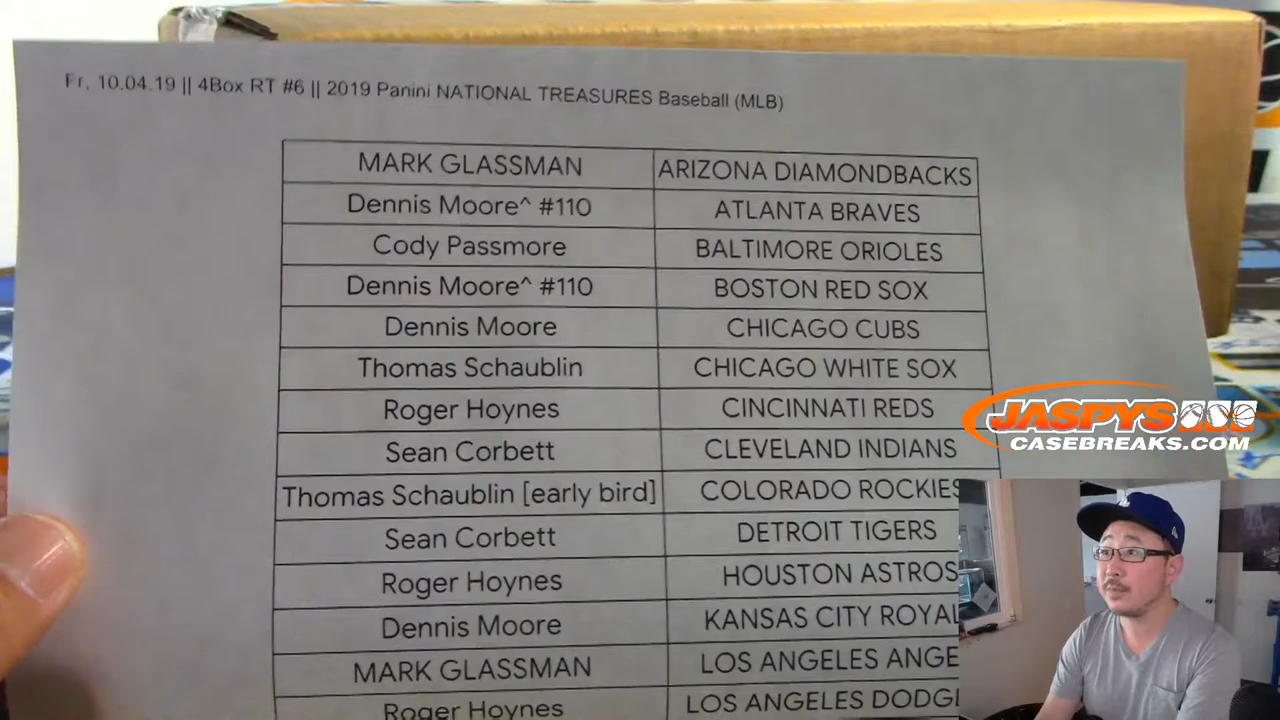 Fr, 10.04.19 || 4Box RT #6 || 2019 Panini NATIONAL TREASURES Baseball (MLB)
MARK GLASSMAN ARIZONA DIAMONDBACKS
Dennis Moore^ #110 ATLANTA BRAVES
Cody Passmore BALTIMORE ORIOLES
Dennis Moore^ #110 BOSTON RED SOX
Dennis Moore CHICAGO CUBS
Thomas Schaublin CHICAGO WHITE SOX
Roger Hoynes CINCINNATI REDS
Sean Corbett CLEVELAND INDIANS
Thomas Schaublin [early bird] COLORADO ROCKIES
Sean Corbett DETROIT TIGERS
Roger Hoynes HOUSTON ASTROS
Dennis Moore KANSAS CITY ROYAL
MARK GLASSMAN LOS ANGELES ANGE
Roger Hoynes LOS ANGELES DODG
JASPYS
CASEBREAKS.COM